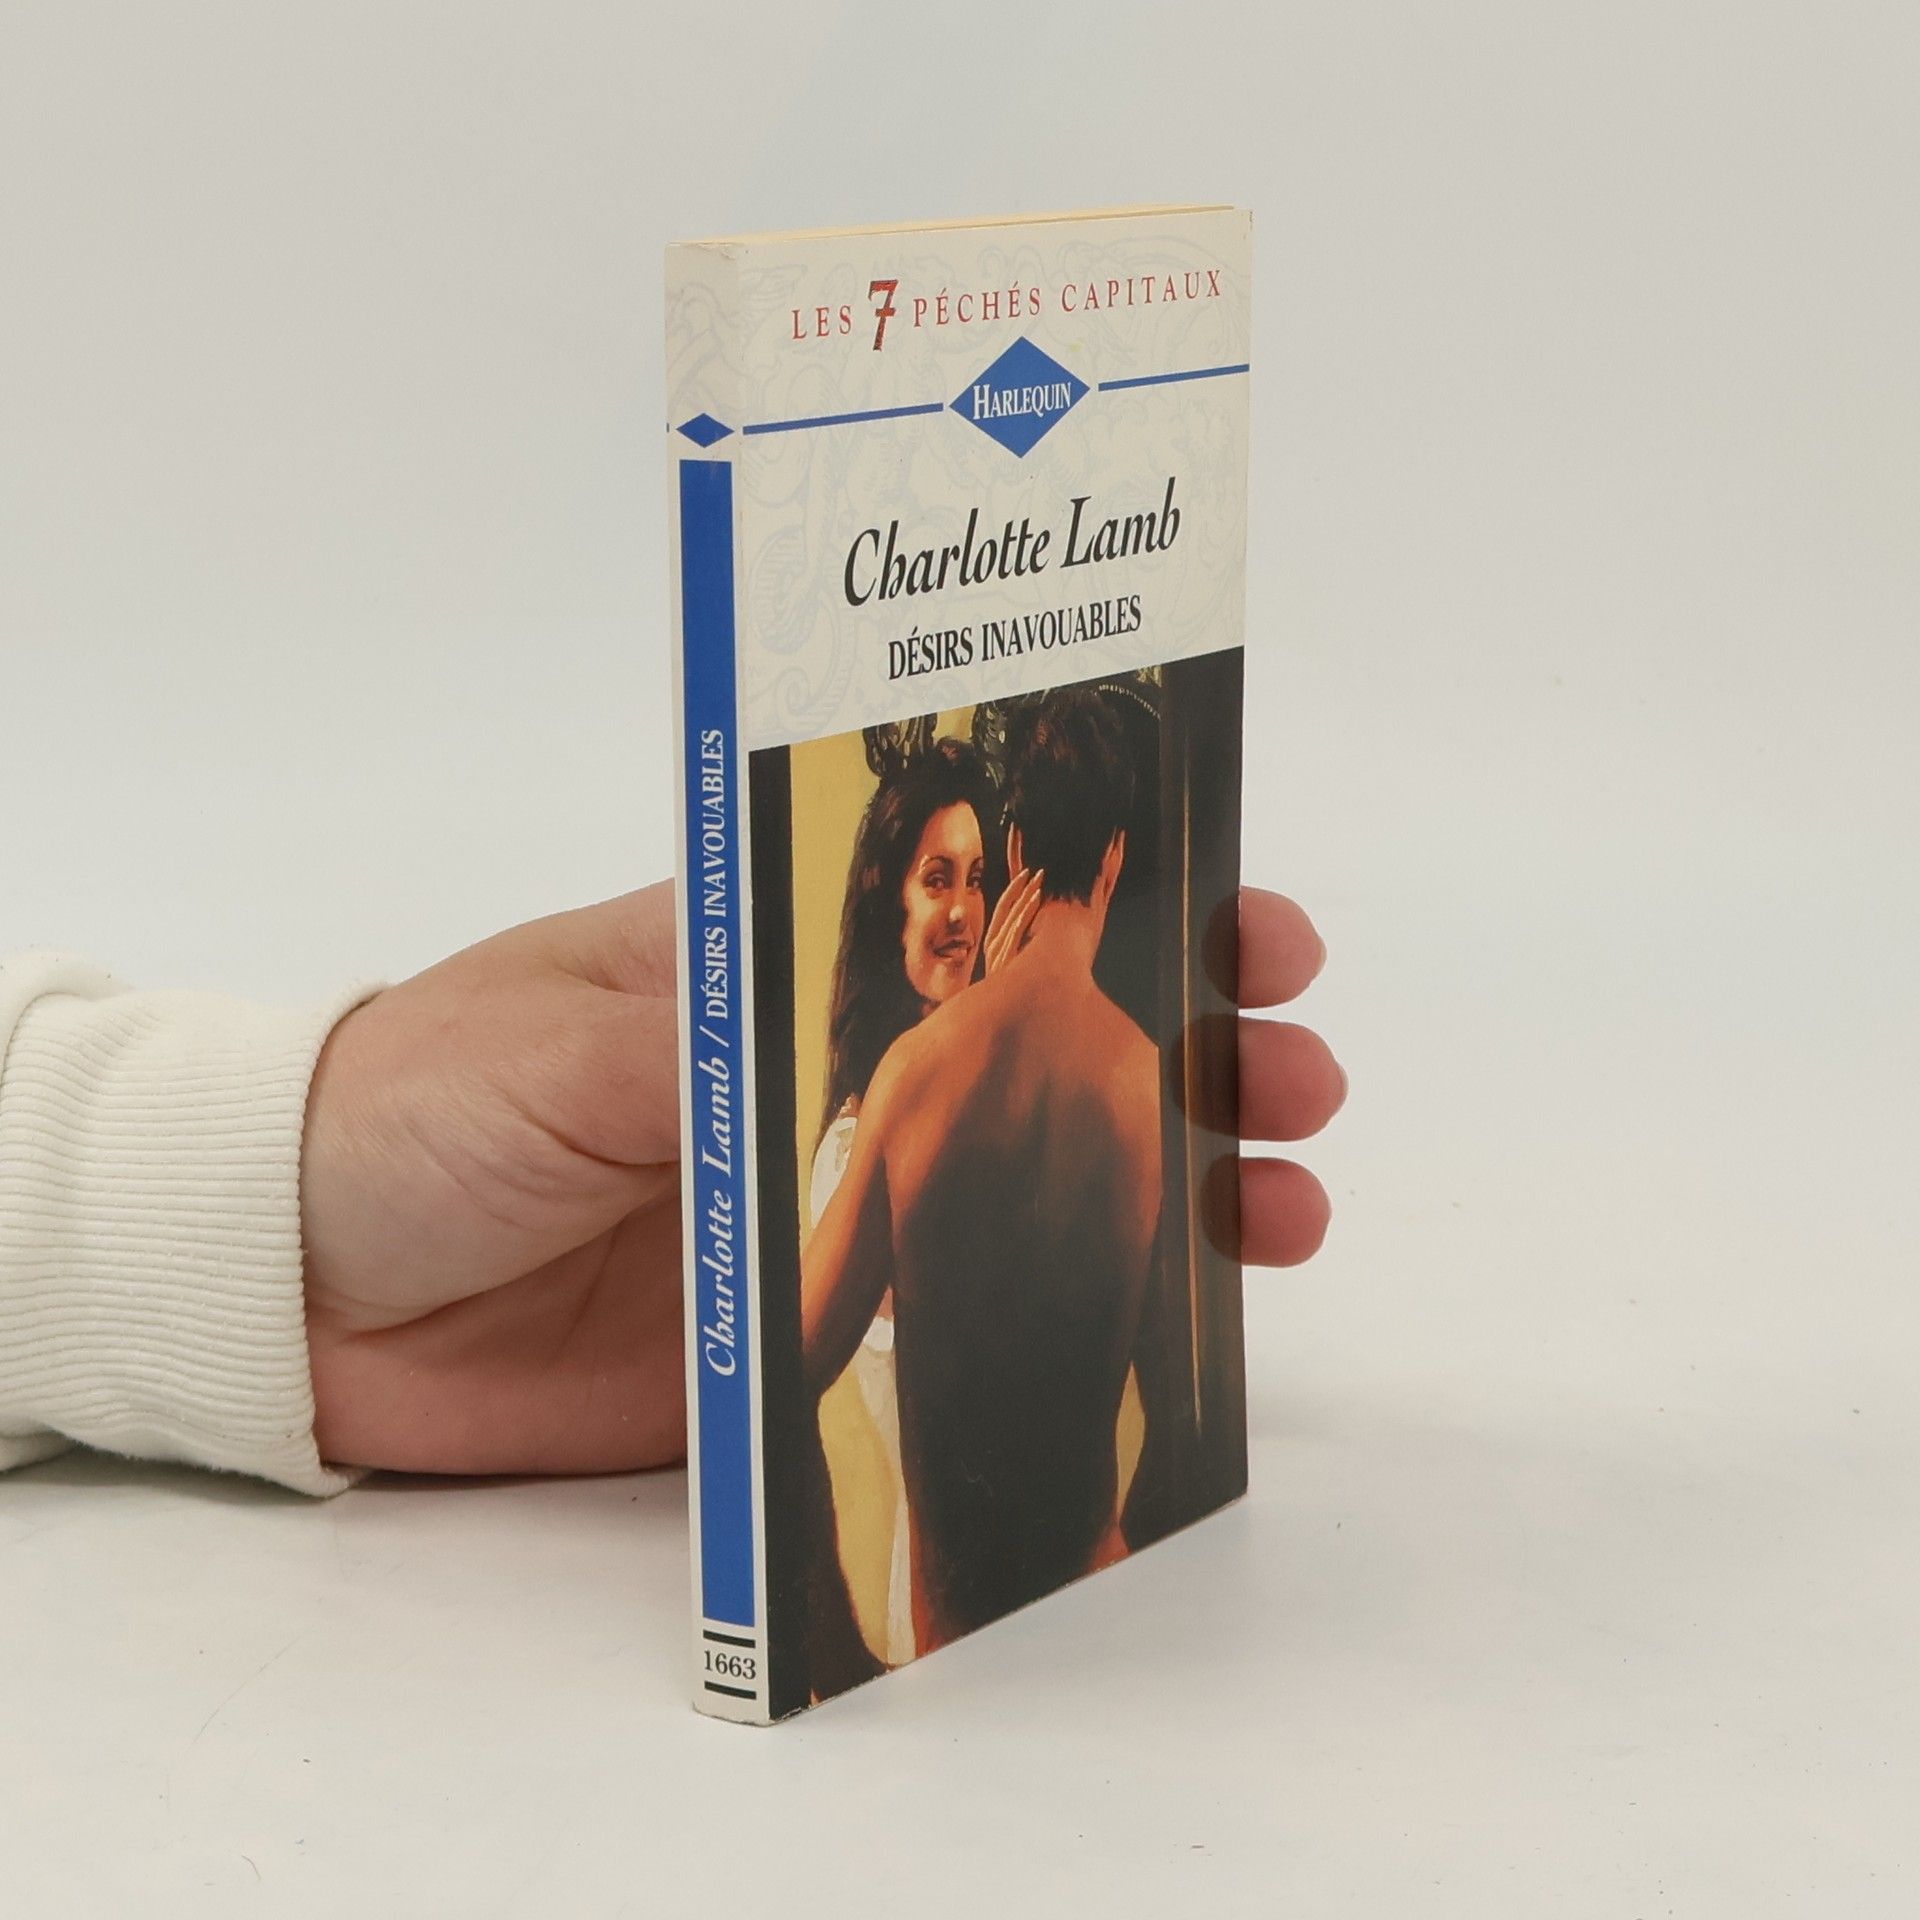 LES 7 PÉCHÉS CAPITAUX
HARLEQUIN
Charlotte Lamb
DÉSIRS INAVOUABLES
Charlotte Lamb / DÉSIRS INAVOUABLES
1663